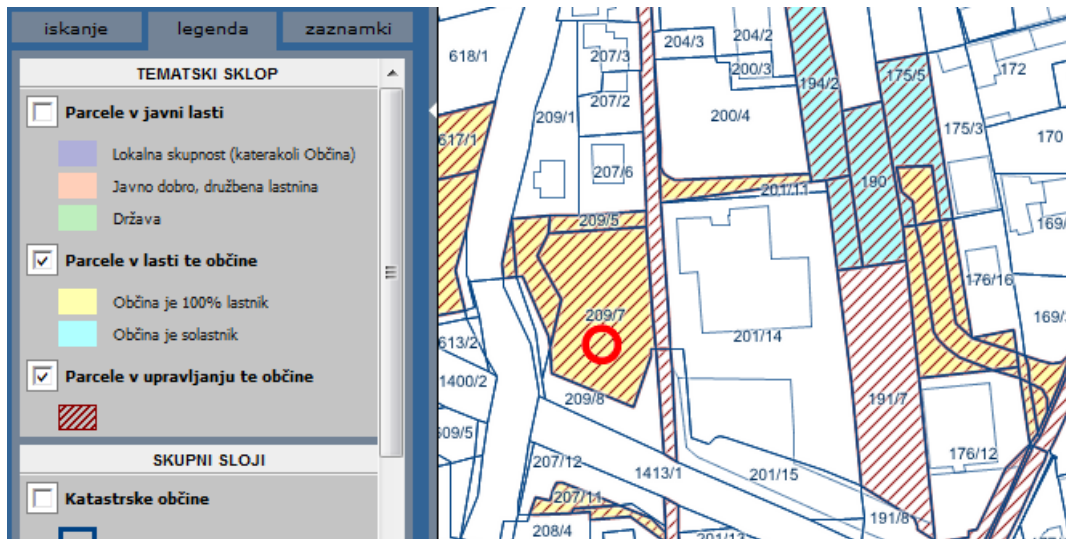 iskanje
legenda
zaznamki
TEMATSKI SKLOP
Parcele v javni lasti
Lokalna skupnost (katerakoli Občina)
Javno dobro, družbena lastnina
Država
Parcele v lasti te občine
Občina je 100% lastnik
Občina je solastnik
Parcele v upravljanju te občine
SKUPNI SLOJI
Katastrske občine
618/1
207/3
204/3
204/2
200/3
194/2
175/5
172
207/2
209/1
200/4
175/3
170
617/1
207/6
201/11
190
209/5
169/
176/16
209/7
201/14
169/
613/2
1400/2
209/8
191/7
609/5
207/12
1413/1
201/15
176/12
207/11
208/4
191/8
201/13